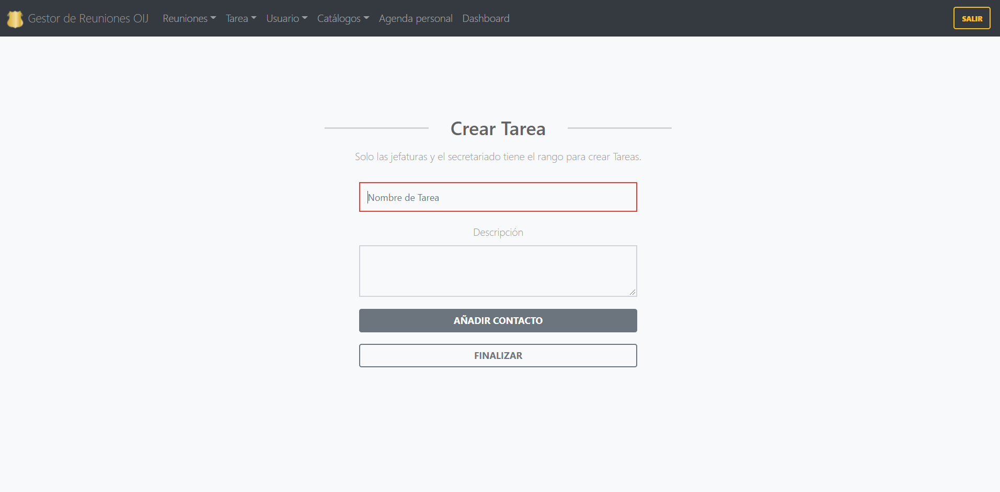 Gestor de Reuniones OIJ Reuniones Tarea Usuario Catálogos Agenda personal Dashboard SALIR
Crear Tarea
Solo las jefaturas y el secretariado tiene el rango para crear Tareas.
Nombre de Tarea
Descripción
AÑADIR CONTACTO
FINALIZAR